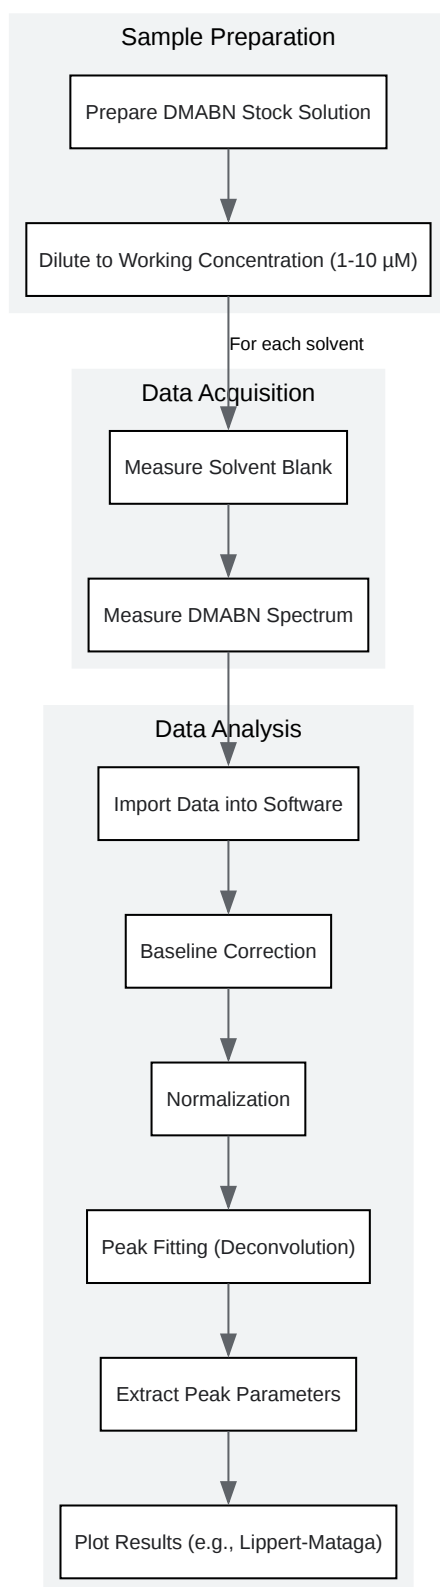 Sample Preparation
Prepare DMABN Stock Solution
Dilute to Working Concentration (1-10 µM)
For each solvent
Data Acquisition
Measure Solvent Blank
Measure DMABN Spectrum
Data Analysis
Import Data into Software
Baseline Correction
Normalization
Peak Fitting (Deconvolution)
Extract Peak Parameters
Plot Results (e.g., Lippert-Mataga)